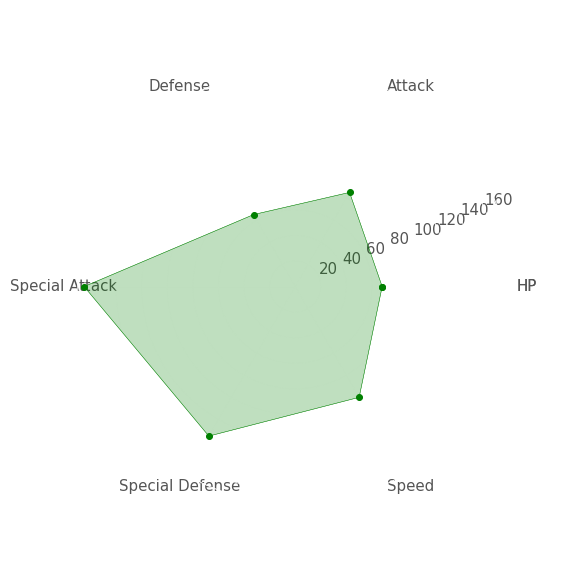 Defense
Attack
160
140
120
100
80
60
40
20
Special Attack
HP
Special Defense
Speed